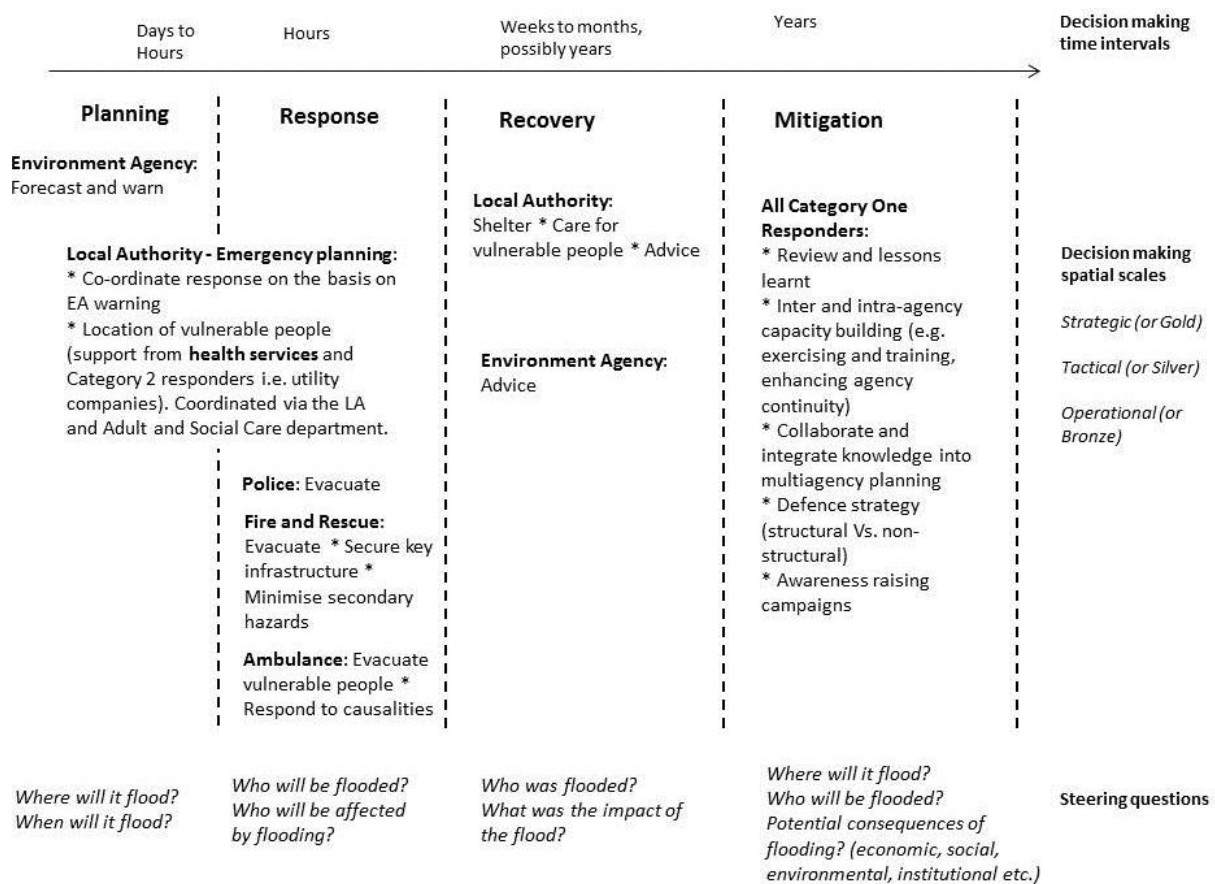 Days to
Hours
Hours
Weeks to months,
possibly years
Years
Decision making
time intervals
Planning
Response
Recovery
Mitigation
Environment Agency:
Forecast and warn
Local Authority - Emergency planning:
* Co-ordinate response on the basis on
EA warning
* Location of vulnerable people
(support from health services and
Category 2 responders i.e. utility
companies). Coordinated via the LA
and Adult and Social Care department.
Police: Evacuate
Fire and Rescue:
Evacuate * Secure key
infrastructure *
Minimise secondary
hazards
Ambulance: Evacuate
vulnerable people *
Respond to causalities
Local Authority:
Shelter * Care for
vulnerable people * Advice
Environment Agency:
Advice
All Category One
Responders:
* Review and lessons
learnt
* Inter and intra-agency
capacity building (e.g.
exercising and training,
enhancing agency
continuity)
* Collaborate and
integrate knowledge into
multiagency planning
* Defence strategy
(structural Vs. non-
structural)
* Awareness raising
campaigns
Decision making
spatial scales
Strategic (or Gold)
Tactical (or Silver)
Operational (or
Bronze)
Where will it flood?
When will it flood?
Who will be flooded?
Who will be affected
by flooding?
Who was flooded?
What was the impact of
the flood?
Where will it flood?
Who will be flooded?
Potential consequences of
flooding? (economic, social,
environmental, institutional etc.)
Steering questions